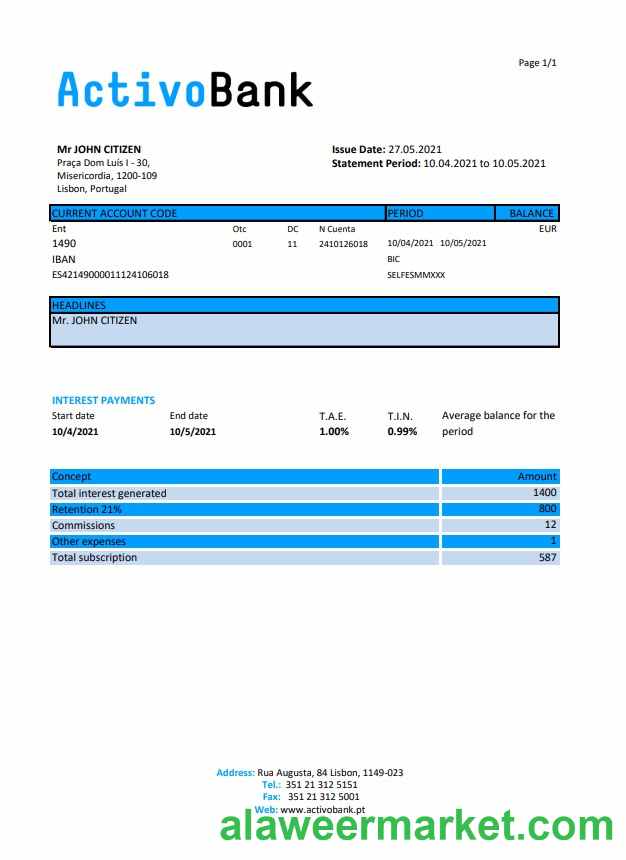 Page 1/1
ActivoBank
Mr JOHN CITIZEN
Praça Dom Luís I - 30,
Misericordia, 1200-109
Lisbon, Portugal
Issue Date: 27.05.2021
Statement Period: 10.04.2021 to 10.05.2021
CURRENT ACCOUNT CODE PERIOD BALANCE
Ent Otc DC N Cuenta EUR
1490 0001 11 2410126018 10/04/2021 10/05/2021
IBAN BIC
ES42149000011124106018 SELFESMMXXX
HEADLINES
Mr. JOHN CITIZEN
INTEREST PAYMENTS
Start date End date T.A.E. T.I.N. Average balance for the
10/4/2021 10/5/2021 1.00% 0.99% period
Concept Amount
Total interest generated 1400
Retention 21% 800
Commissions 12
Other expenses 1
Total subscription 587
Address: Rua Augusta, 84 Lisbon, 1149-023
Tel.: 351 21 312 5151
Fax: 351 21 312 5001
Web: www.activobank.pt
alaweermarket.com